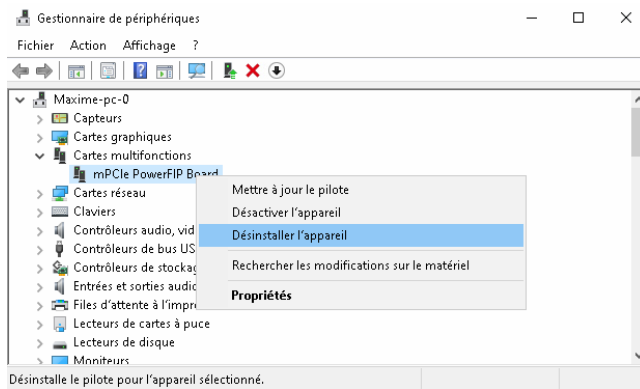 Gestionnaire de périphériques
Fichier Action Affichage ?
Maxime-pc-0
Capteurs
Cartes graphiques
Cartes multifonctions
mPCIe PowerFIP Board
Cartes réseau
Claviers
Contrôleurs audio, vid
Contrôleurs de bus US
Contrôleurs de stockag
Entrées et sorties audio
Files d'attente à l'impre
Lecteurs de cartes à puce
Lecteurs de disque
Moniteurs
Mettre à jour le pilote
Désactiver l'appareil
Désinstaller l'appareil
Rechercher les modifications sur le matériel
Propriétés
Désinstalle le pilote pour l'appareil sélectionné.